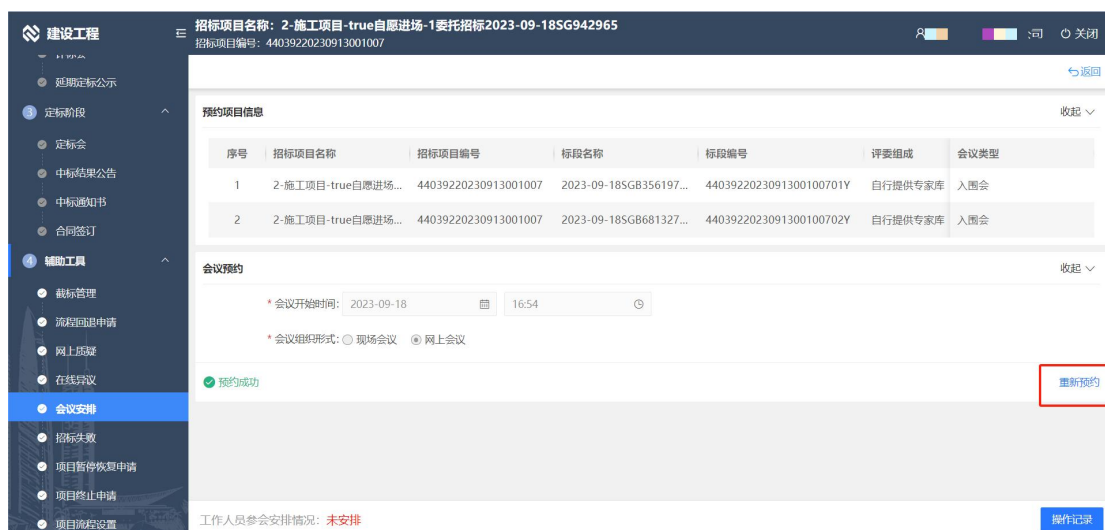 建设工程
招标项目名称：2-施工项目-true自愿进场-1委托招标2023-09-18SG942965
招标项目编号：44039220230913001007
司
关闭
返回
延期定标公示
3 定标阶段
定标会
中标结果公告
中标通知书
合同签订
4 辅助工具
截标管理
流程回退申请
网上质疑
在线异议
会议安排
招标失败
项目暂停恢复申请
项目终止申请
项目流程设置
预约项目信息 收起
序号 招标项目名称 招标项目编号 标段名称 标段编号 评委组成 会议类型
1 2-施工项目-true自愿进场... 44039220230913001007 2023-09-18SGB356197... 4403922023091300100701Y 自行提供专家库 入围会
2 2-施工项目-true自愿进场... 44039220230913001007 2023-09-18SGB681327... 4403922023091300100702Y 自行提供专家库 入围会
会议预约 收起
* 会议开始时间： 2023-09-18 16:54
* 会议组织形式： 现场会议 网上会议
预约成功 重新预约
工作人员参会安排情况：未安排 操作记录